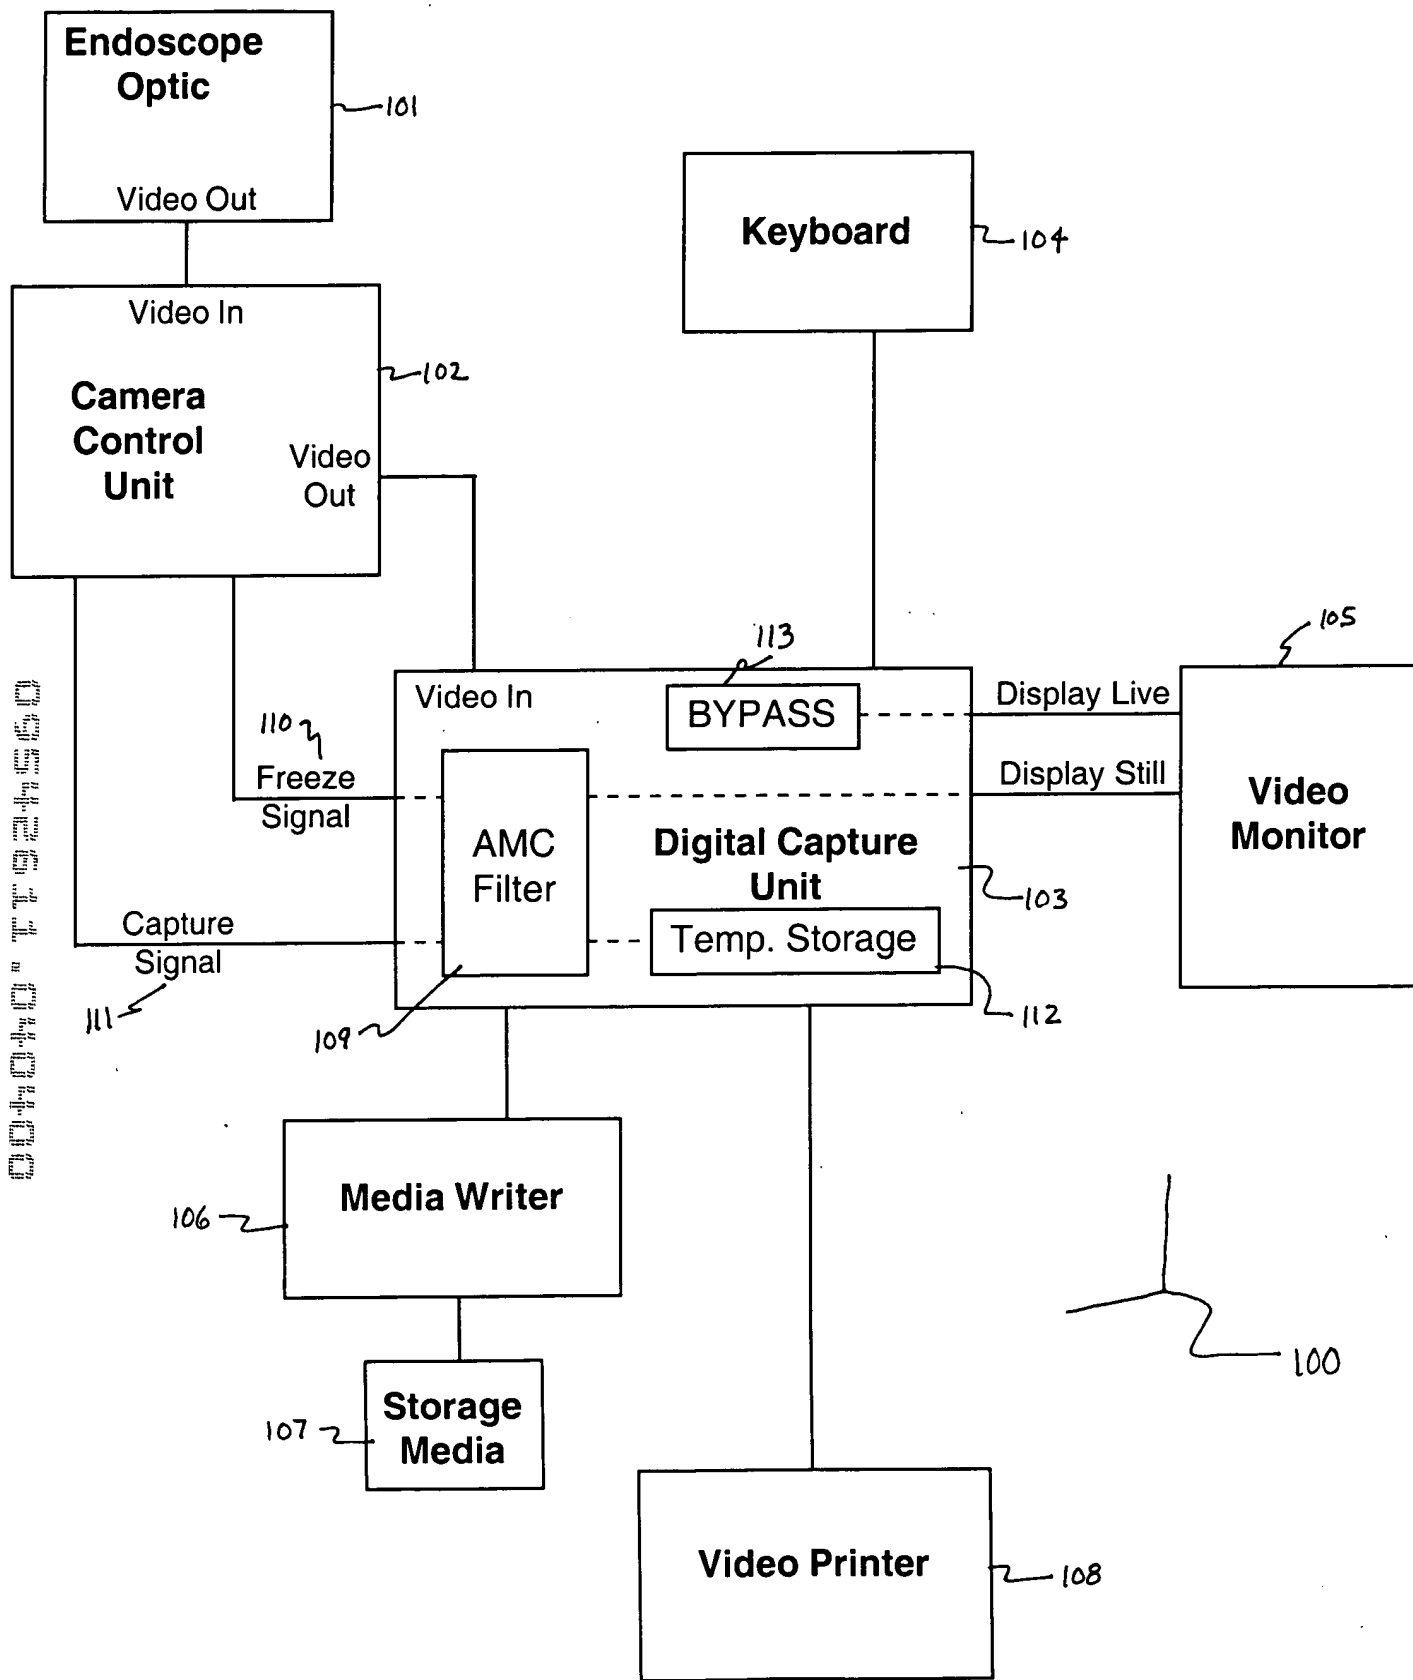 Endoscope
Optic
101
Video Out
Keyboard
104
Video In
Camera
Control
Unit
102
Video
Out
113
105
Video In
BYPASS
Display Live
110
Freeze
Signal
Display Still
Video
Monitor
AMC
Filter
Digital Capture
Unit
103
Capture
Signal
Temp. Storage
111
109
112
Media Writer
106
100
Storage
Media
107
Video Printer
108
09542611.040400